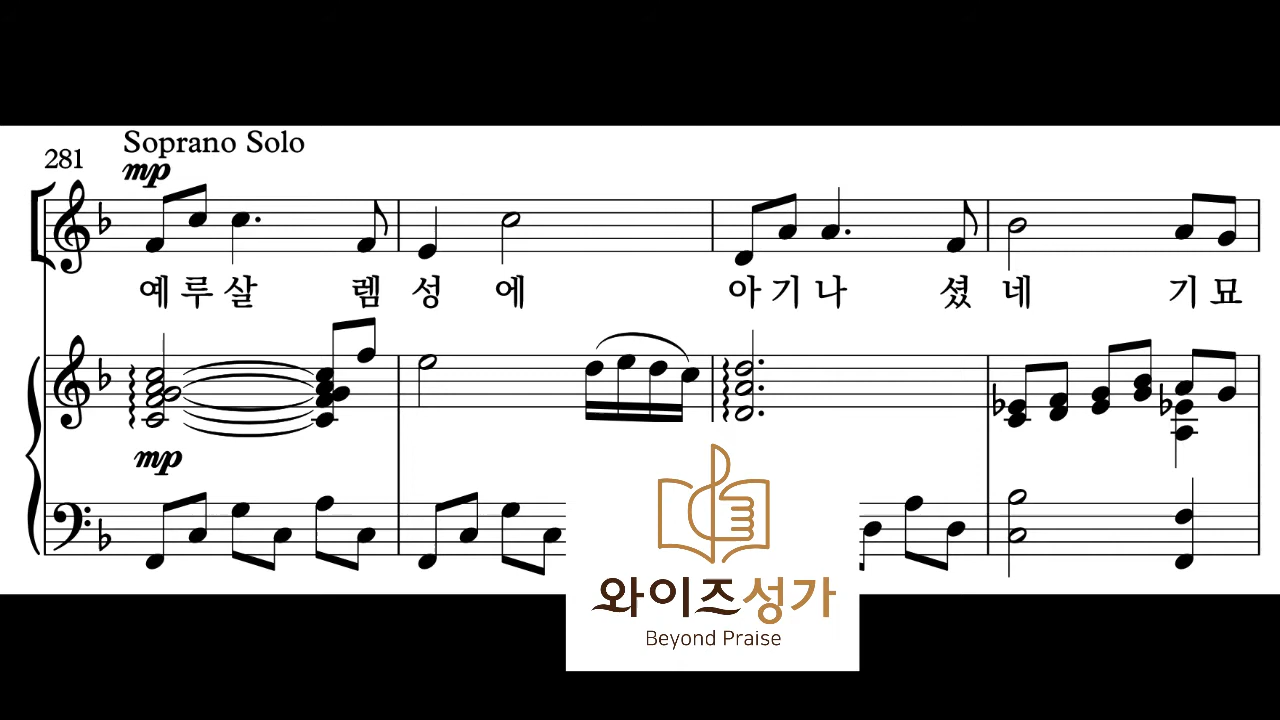 Soprano Solo
281
mp
예 루 살 렘 성 에 아 기 나 셨 네 기 묘
mp
와이즈성가
Beyond Praise